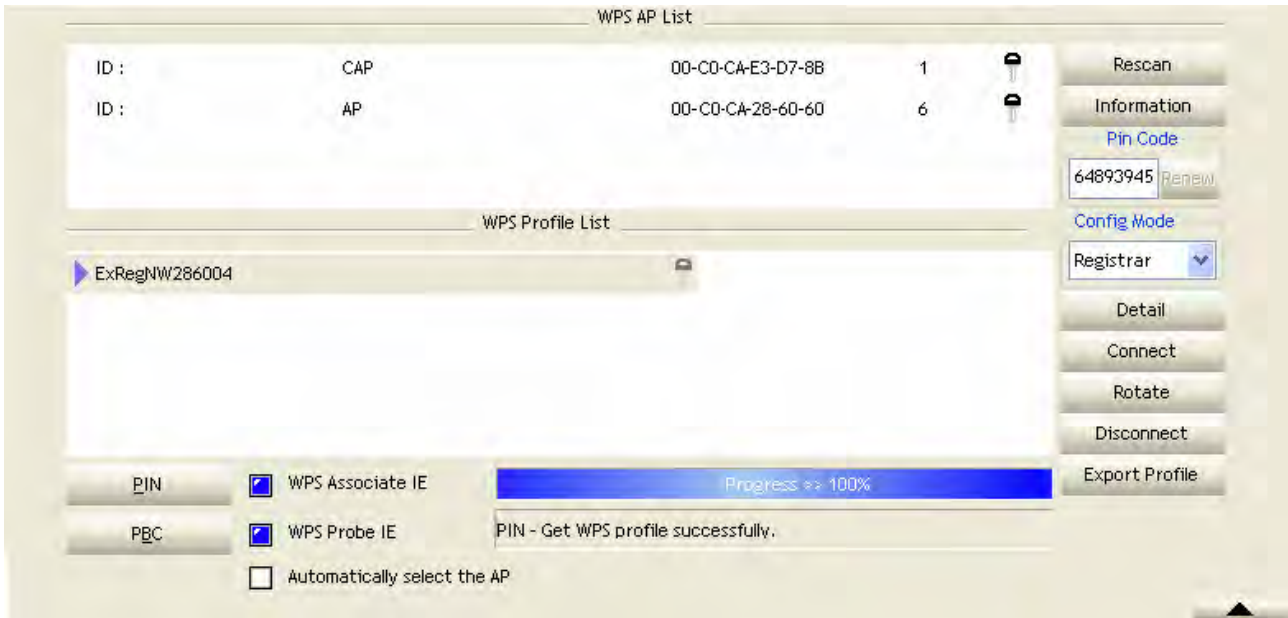 WPS AP List
ID : CAP 00-C0-CA-E3-D7-8B 1
ID : AP 00-C0-CA-28-60-60 6
Rescan
Information
Pin Code
64893945 Renew
WPS Profile List
Config Mode
Registrar
ExRegNW286004
Detail
Connect
Rotate
Disconnect
Export Profile
PIN
WPS Associate IE
Progress >> 100%
PBC
WPS Probe IE
PIN - Get WPS profile successfully.
Automatically select the AP